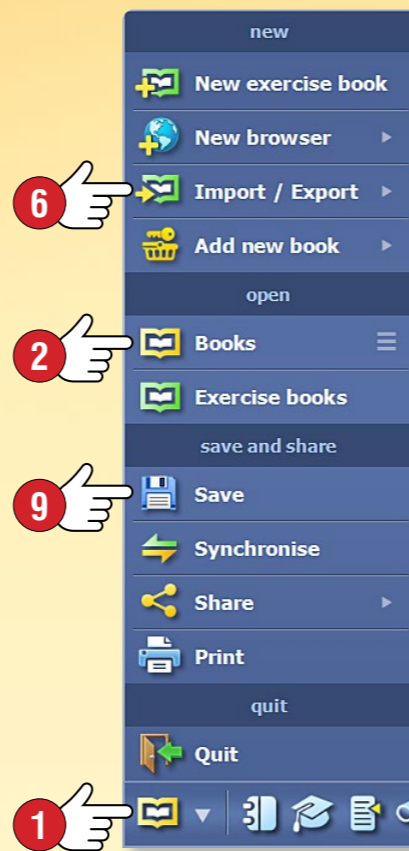 new
New exercise book
New browser
6
Import / Export
Add new book
open
2
Books
Exercise books
save and share
9
Save
Synchronise
Share
Print
quit
Quit
1